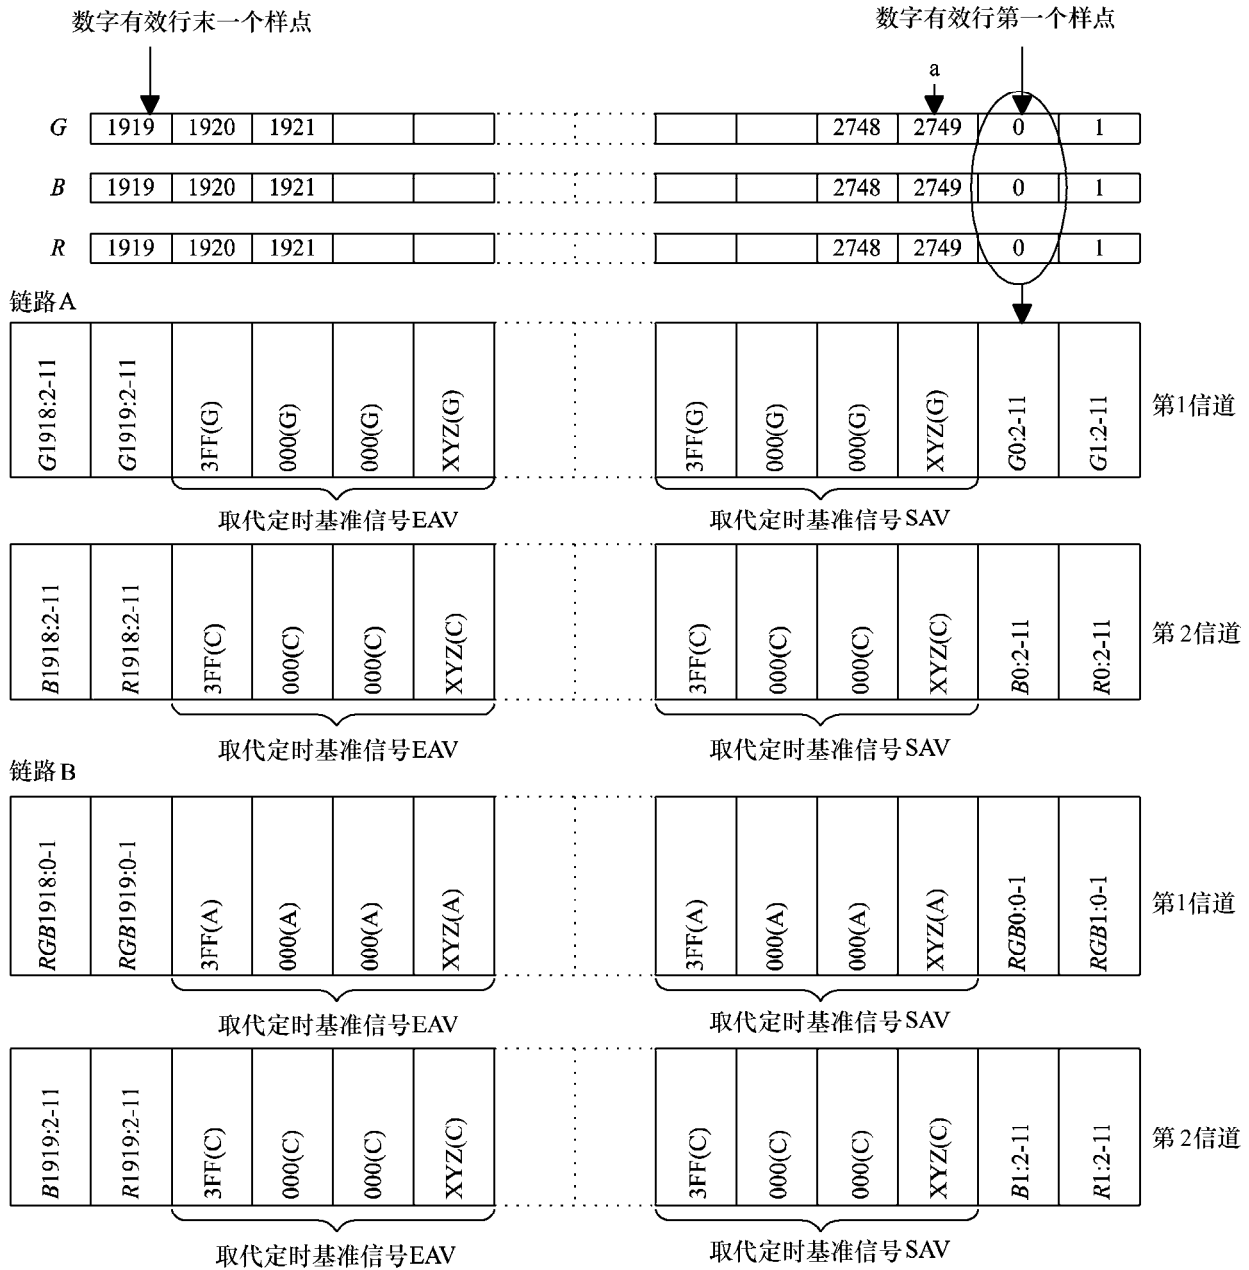 数字有效行末一个样点 数字有效行第一个样点
a
G 1919 1920 1921 2748 2749 0 1
B 1919 1920 1921 2748 2749 0 1
R 1919 1920 1921 2748 2749 0 1
链路A
G1918:2-11 G1919:2-11 3FF(G) 000(G) 000(G) XYZ(G) 3FF(G) 000(G) 000(G) XYZ(G) G0:2-11 G1:2-11 第1信道
取代定时基准信号EAV 取代定时基准信号SAV
B1918:2-11 R1918:2-11 3FF(C) 000(C) 000(C) XYZ(C) 3FF(C) 000(C) 000(C) XYZ(C) B0:2-11 R0:2-11 第2信道
取代定时基准信号EAV 取代定时基准信号SAV
链路B
RGB1918:0-1 RGB1919:0-1 3FF(A) 000(A) 000(A) XYZ(A) 3FF(A) 000(A) 000(A) XYZ(A) RGB0:0-1 RGB1:0-1 第1信道
取代定时基准信号EAV 取代定时基准信号SAV
B1919:2-11 R1919:2-11 3FF(C) 000(C) 000(C) XYZ(C) 3FF(C) 000(C) 000(C) XYZ(C) B1:2-11 R1:2-11 第2信道
取代定时基准信号EAV 取代定时基准信号SAV